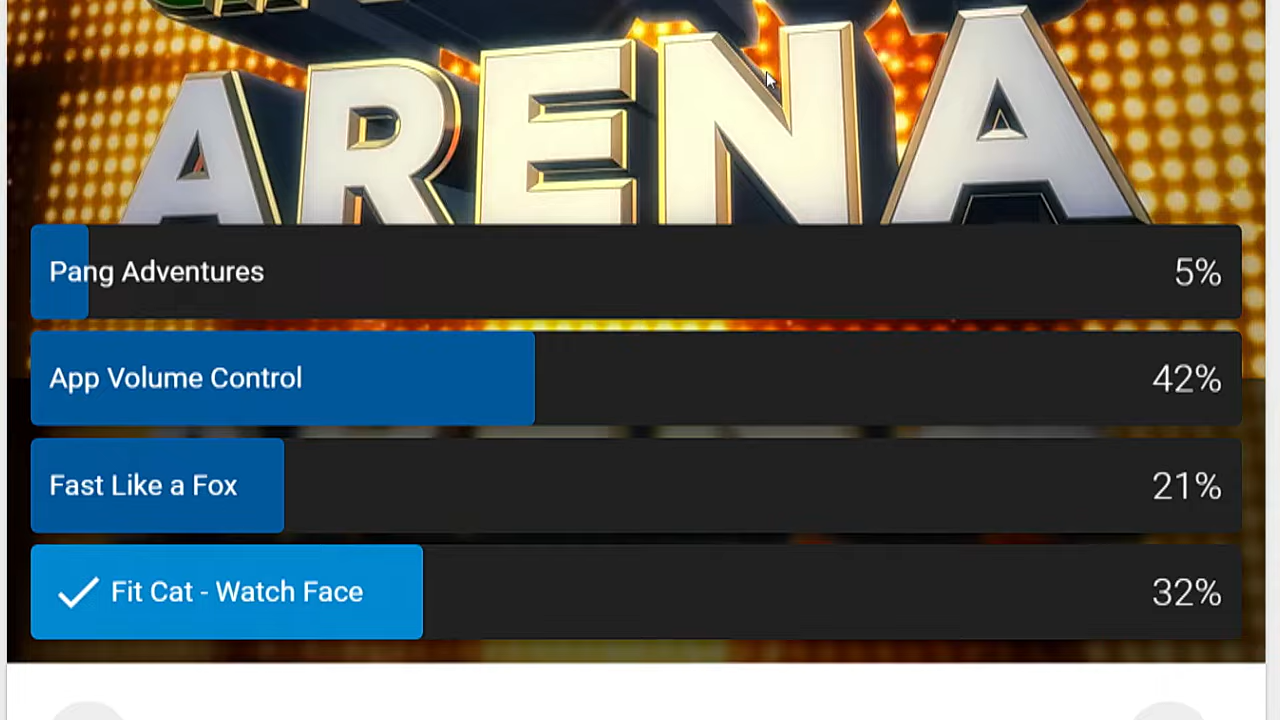 ARENA
Pang Adventures 5%
App Volume Control 42%
Fast Like a Fox 21%
Fit Cat - Watch Face 32%